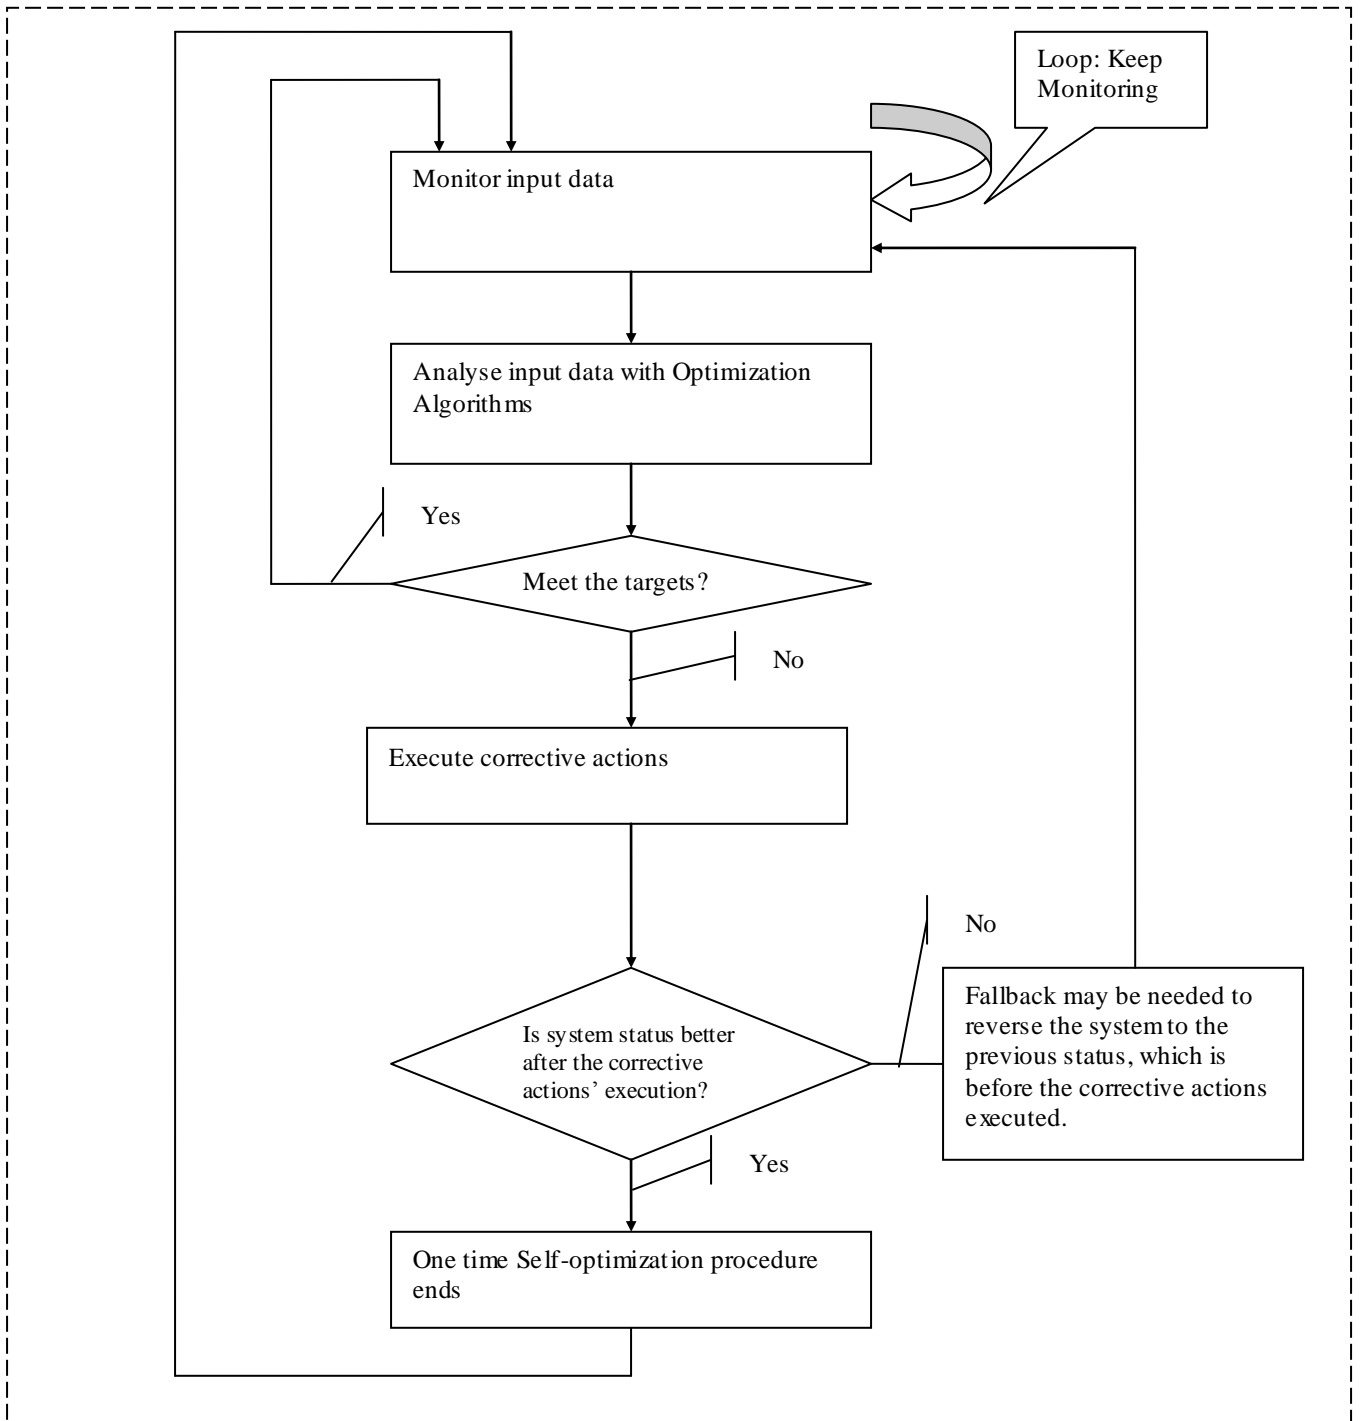 Loop: Keep
Monitoring
Monitor input data
Analyse input data with Optimization
Algorithms
Yes
Meet the targets?
No
Execute corrective actions
No
Is system status better
after the corrective
actions’ execution?
Fallback may be needed to
reverse the system to the
previous status, which is
before the corrective actions
executed.
Yes
One time Self-optimization procedure
ends